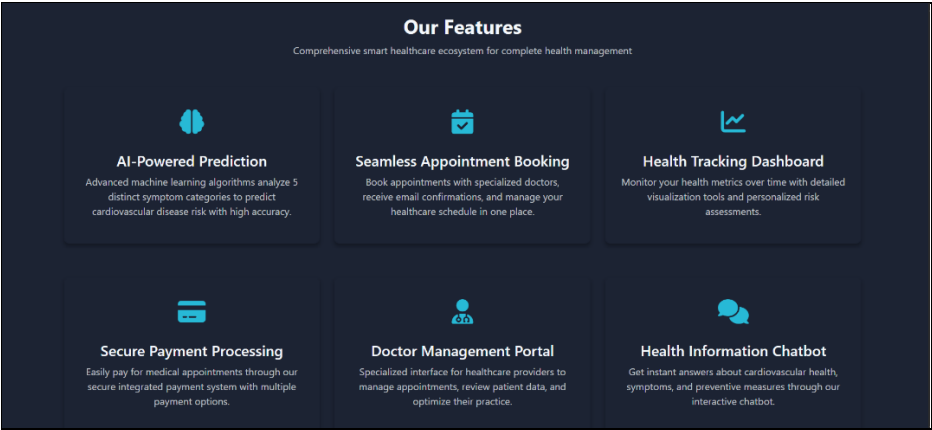 Our Features
Comprehensive smart healthcare ecosystem for complete health management
AI-Powered Prediction
Advanced machine learning algorithms analyze 5
distinct symptom categories to predict
cardiovascular disease risk with high accuracy.
Seamless Appointment Booking
Book appointments with specialized doctors,
receive email confirmations, and manage your
healthcare schedule in one place.
Health Tracking Dashboard
Monitor your health metrics over time with detailed
visualization tools and personalized risk
assessments.
Secure Payment Processing
Easily pay for medical appointments through our
secure integrated payment system with multiple
payment options.
Doctor Management Portal
Specialized interface for healthcare providers to
manage appointments, review patient data, and
optimize their practice.
Health Information Chatbot
Get instant answers about cardiovascular health,
symptoms, and preventive measures through our
interactive chatbot.